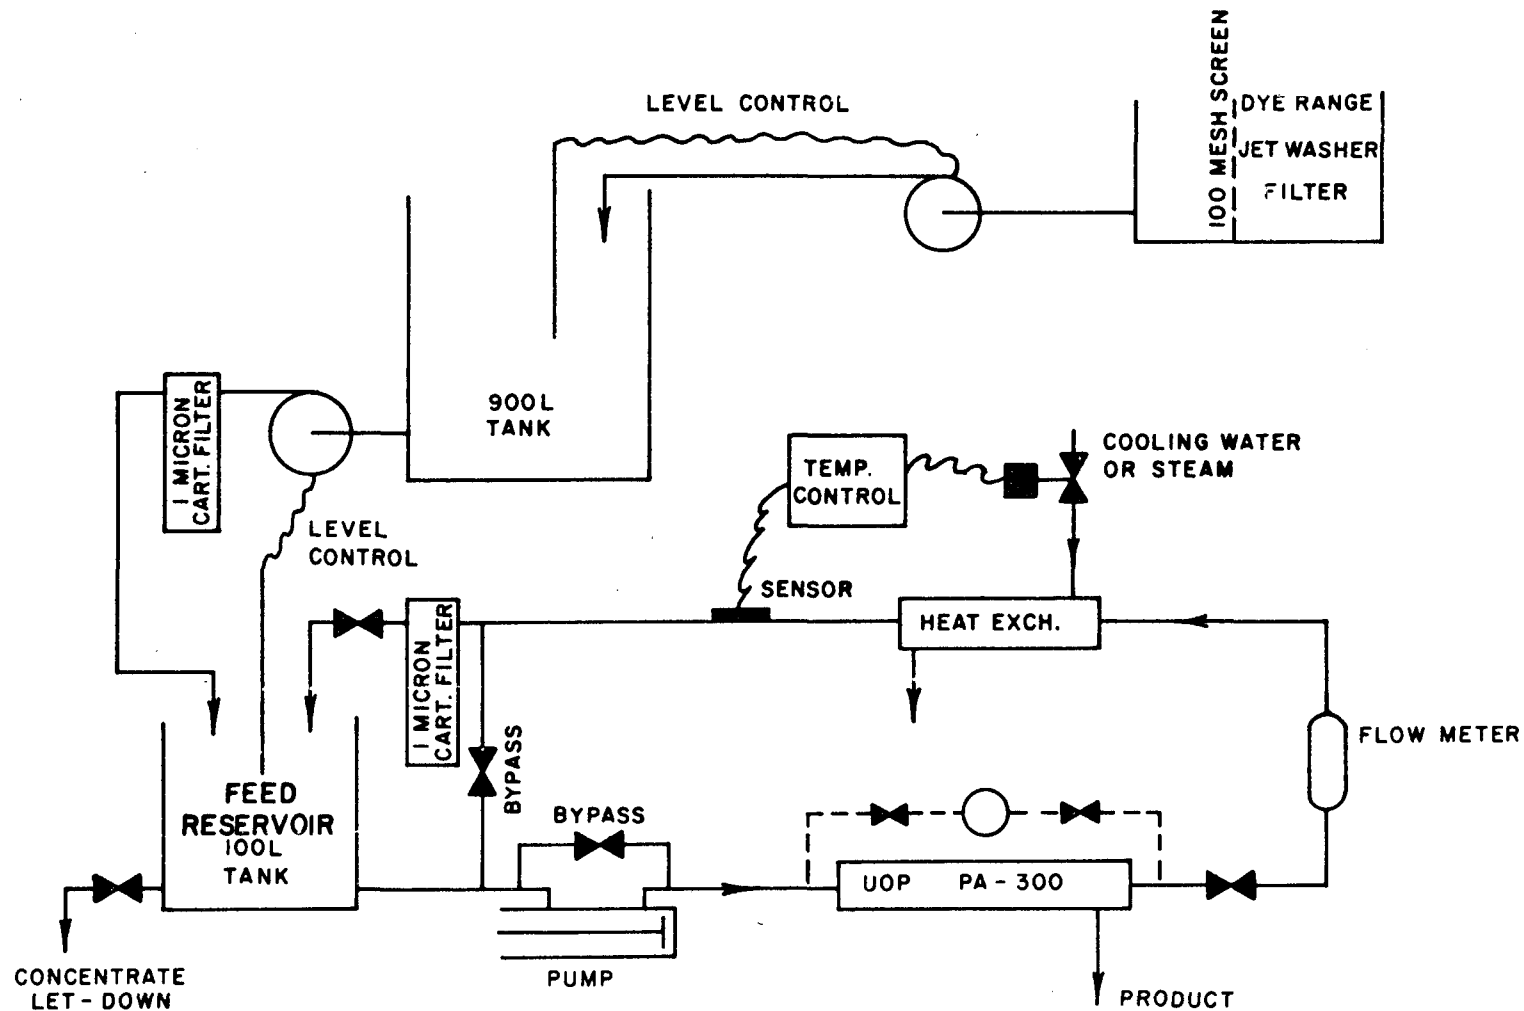 LEVEL CONTROL
100 MESH SCREEN
DYE RANGE
JET WASHER
FILTER
900L
TANK
1 MICRON
CART. FILTER
LEVEL
CONTROL
TEMP.
CONTROL
COOLING WATER
OR STEAM
SENSOR
HEAT EXCH.
1 MICRON
CART. FILTER
BYPASS
FLOW METER
FEED
RESERVOIR
100L
TANK
BYPASS
UOP PA-300
PUMP
CONCENTRATE
LET-DOWN
PRODUCT